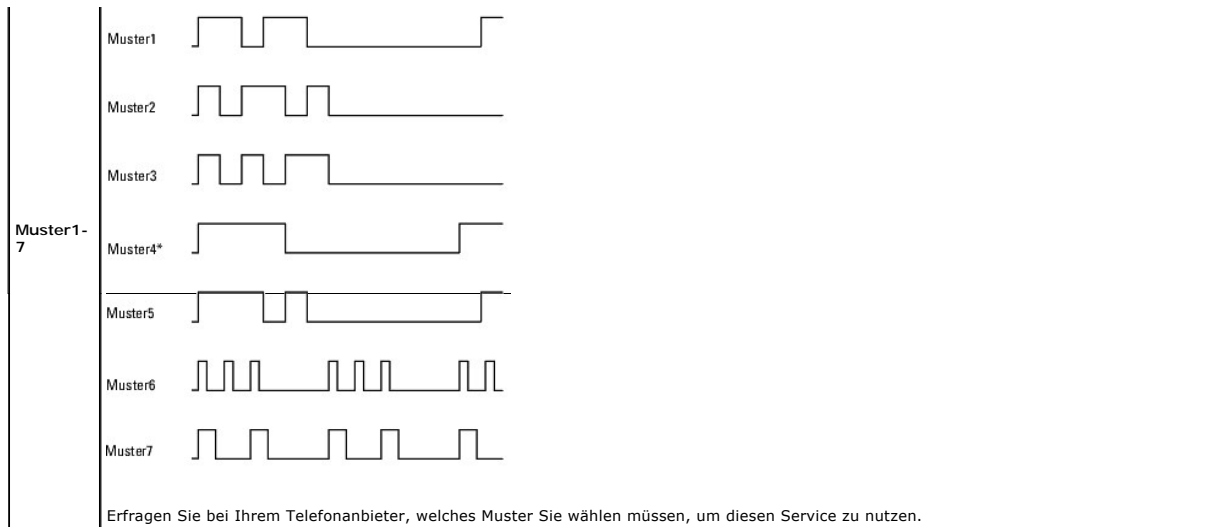 Muster1
Muster2
Muster3
Muster1-
7
Muster4*
Muster5
Muster6
Muster7
Erfragen Sie bei Ihrem Telefonanbieter, welches Muster Sie wählen müssen, um diesen Service zu nutzen.